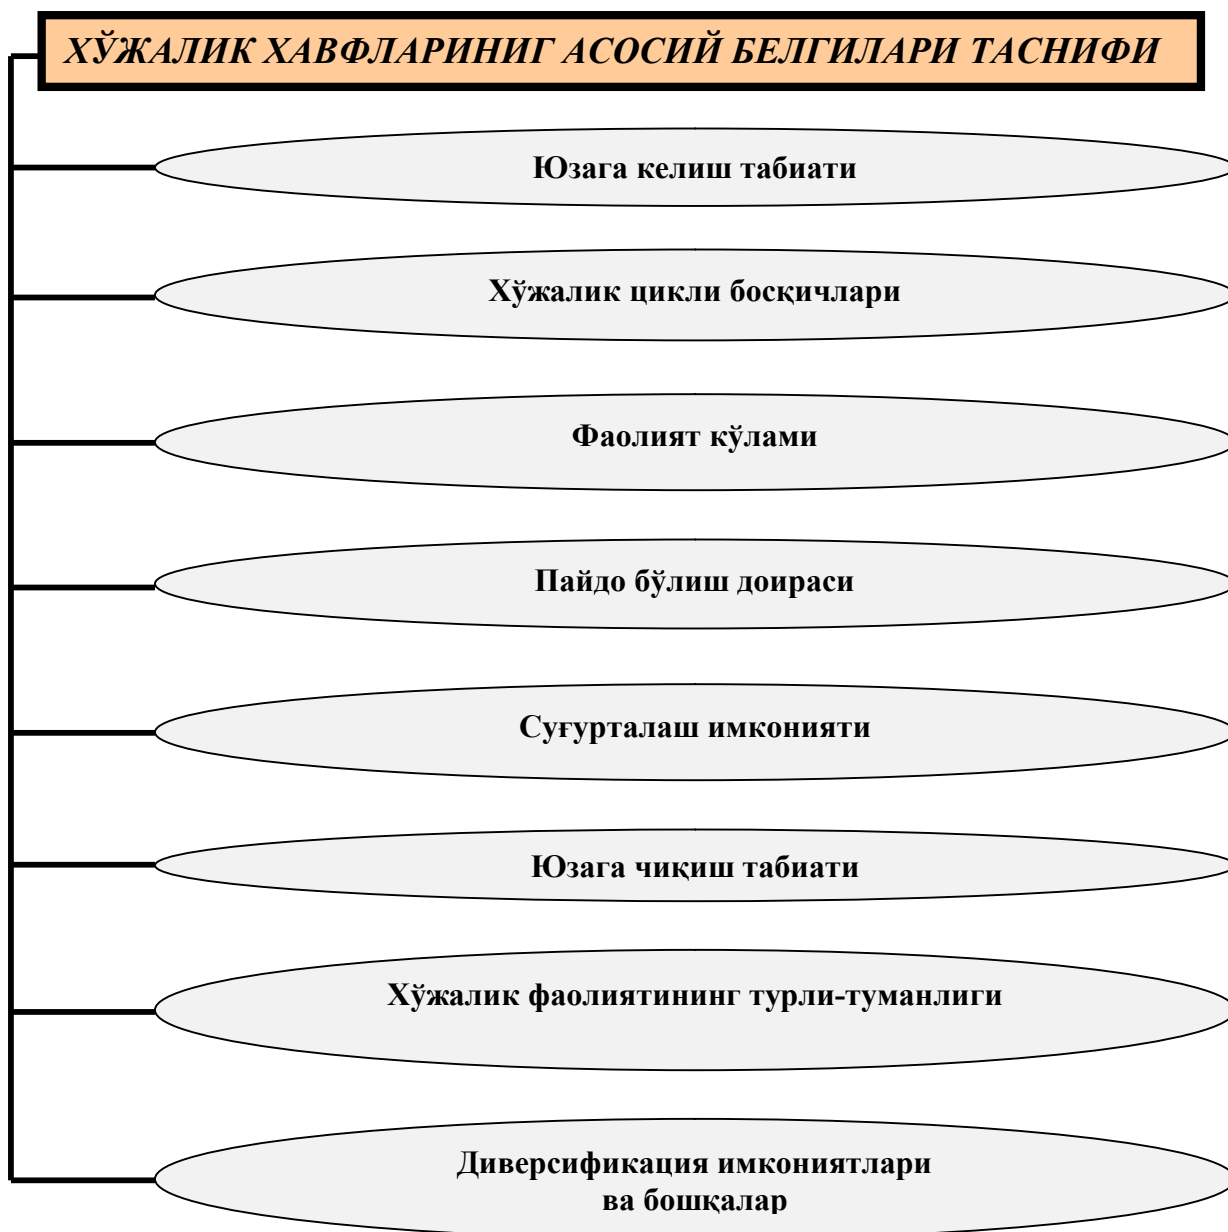 ХЎЖАЛИК ХАВФЛАРИНИГ АСОСИЙ БЕЛГИЛАРИ ТАСНИФИ
Юзага келиш табиати
Хўжалик цикли босқичлари
Фаолият кўлами
Пайдо бўлиш доираси
Суғурталаш имконияти
Юзага чиқиш табиати
Хўжалик фаолиятининг турли-туманлиги
Диверсификация имкониятлари
ва бошқалар